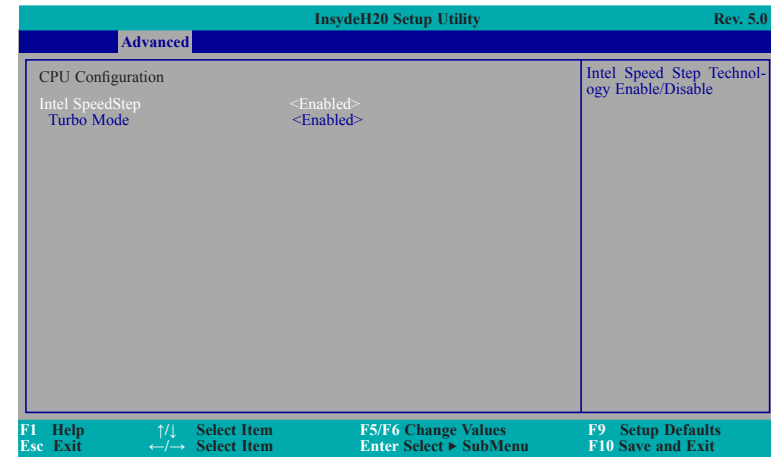 InsydeH20 Setup Utility Rev. 5.0
Advanced
CPU Configuration
Intel SpeedStep <Enabled>
Turbo Mode <Enabled>
Intel Speed Step Technol-
ogy Enable/Disable
F1 Help ↑/↓ Select Item F5/F6 Change Values F9 Setup Defaults
Esc Exit ←/→ Select Item Enter Select ▶ SubMenu F10 Save and Exit